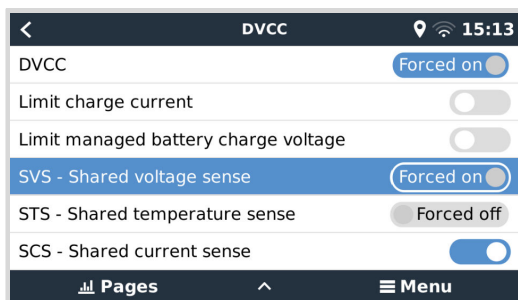 DVCC 15:13
DVCC Forced on
Limit charge current
Limit managed battery charge voltage
SVS - Shared voltage sense Forced on
STS - Shared temperature sense Forced off
SCS - Shared current sense
Pages Menu